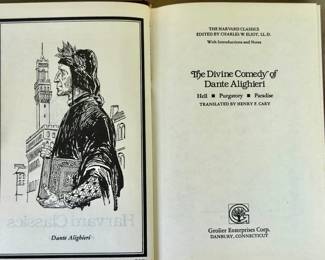 Dante Alighieri
THE HARVARD CLASSICS
EDITED BY CHARLES W. ELIOT, LL.D.
With Introductions and Notes
The Divine Comedy of
Dante Alighieri
Hell ■ Purgatory ■ Paradise
TRANSLATED BY HENRY F. CARY
G
Grolier Enterprises Corp.
DANBURY, CONNECTICUT